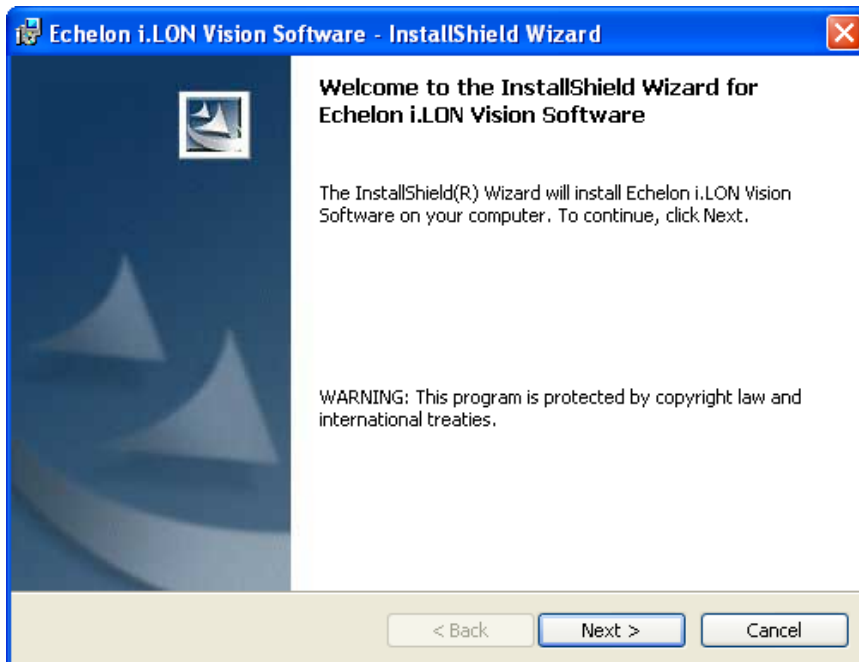 Echelon i.LON Vision Software - InstallShield Wizard
Welcome to the InstallShield Wizard for
Echelon i.LON Vision Software
The InstallShield(R) Wizard will install Echelon i.LON Vision
Software on your computer. To continue, click Next.
WARNING: This program is protected by copyright law and
international treaties.
< Back Next > Cancel